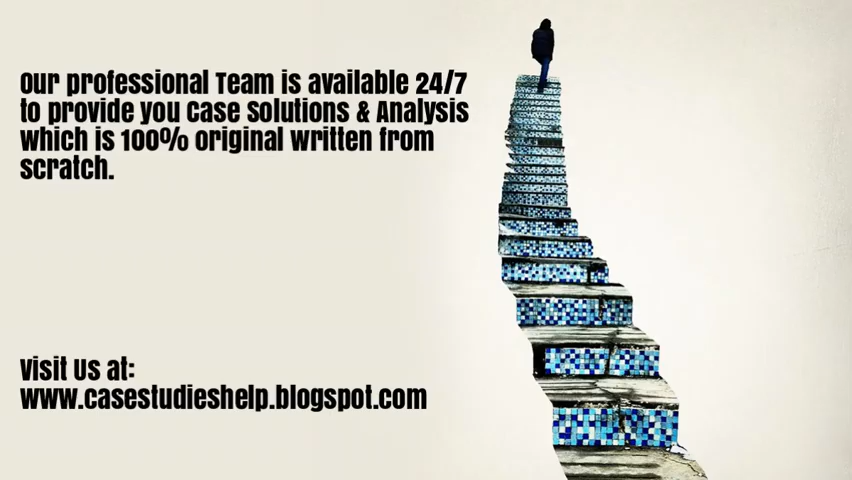 Our professional Team is available 24/7
to provide you Case Solutions & Analysis
which is 100% original written from
scratch.
Visit Us at:
www.casestudieshelp.blogspot.com